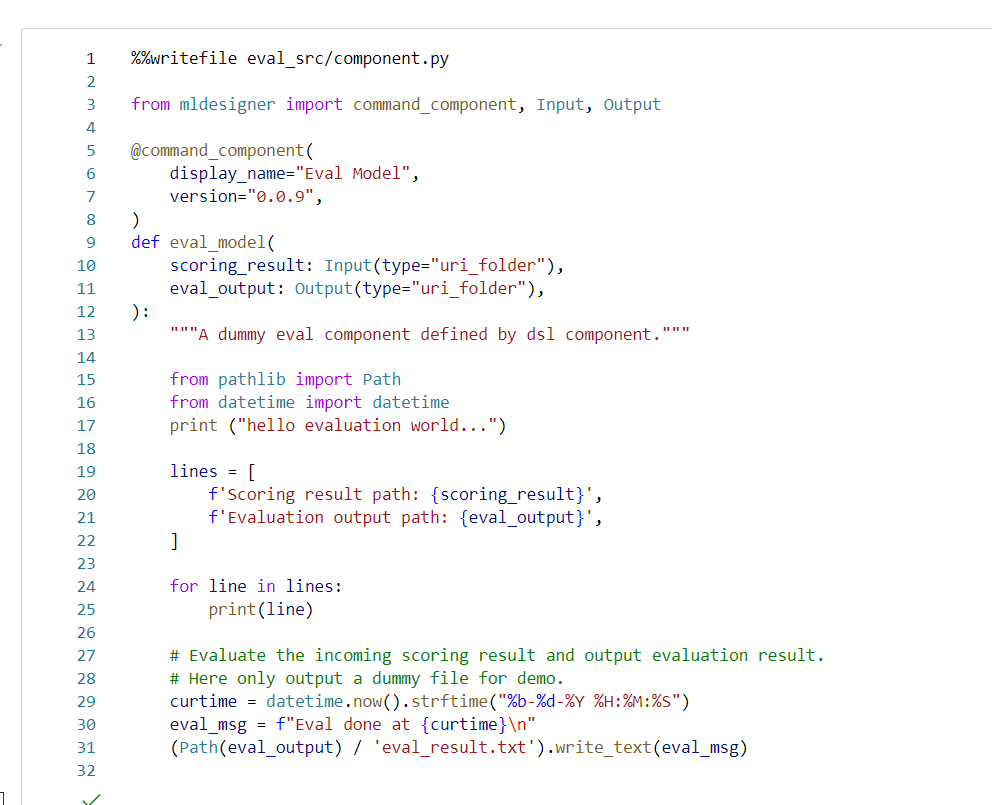 1 %%writefile eval_src/component.py
2
3 from mldesigner import command_component, Input, Output
4
5 @command_component(
6     display_name="Eval Model",
7     version="0.0.9",
8 )
9 def eval_model(
10     scoring_result: Input(type="uri_folder"),
11     eval_output: Output(type="uri_folder"),
12 ):
13     """A dummy eval component defined by dsl component."""
14
15     from pathlib import Path
16     from datetime import datetime
17     print ("hello evaluation world...")
18
19     lines = [
20         f'Scoring result path: {scoring_result}',
21         f'Evaluation output path: {eval_output}',
22     ]
23
24     for line in lines:
25         print(line)
26
27     # Evaluate the incoming scoring result and output evaluation result.
28     # Here only output a dummy file for demo.
29     curtime = datetime.now().strftime("%b-%d-%Y %H:%M:%S")
30     eval_msg = f"Eval done at {curtime}\n"
31     (Path(eval_output) / 'eval_result.txt').write_text(eval_msg)
32